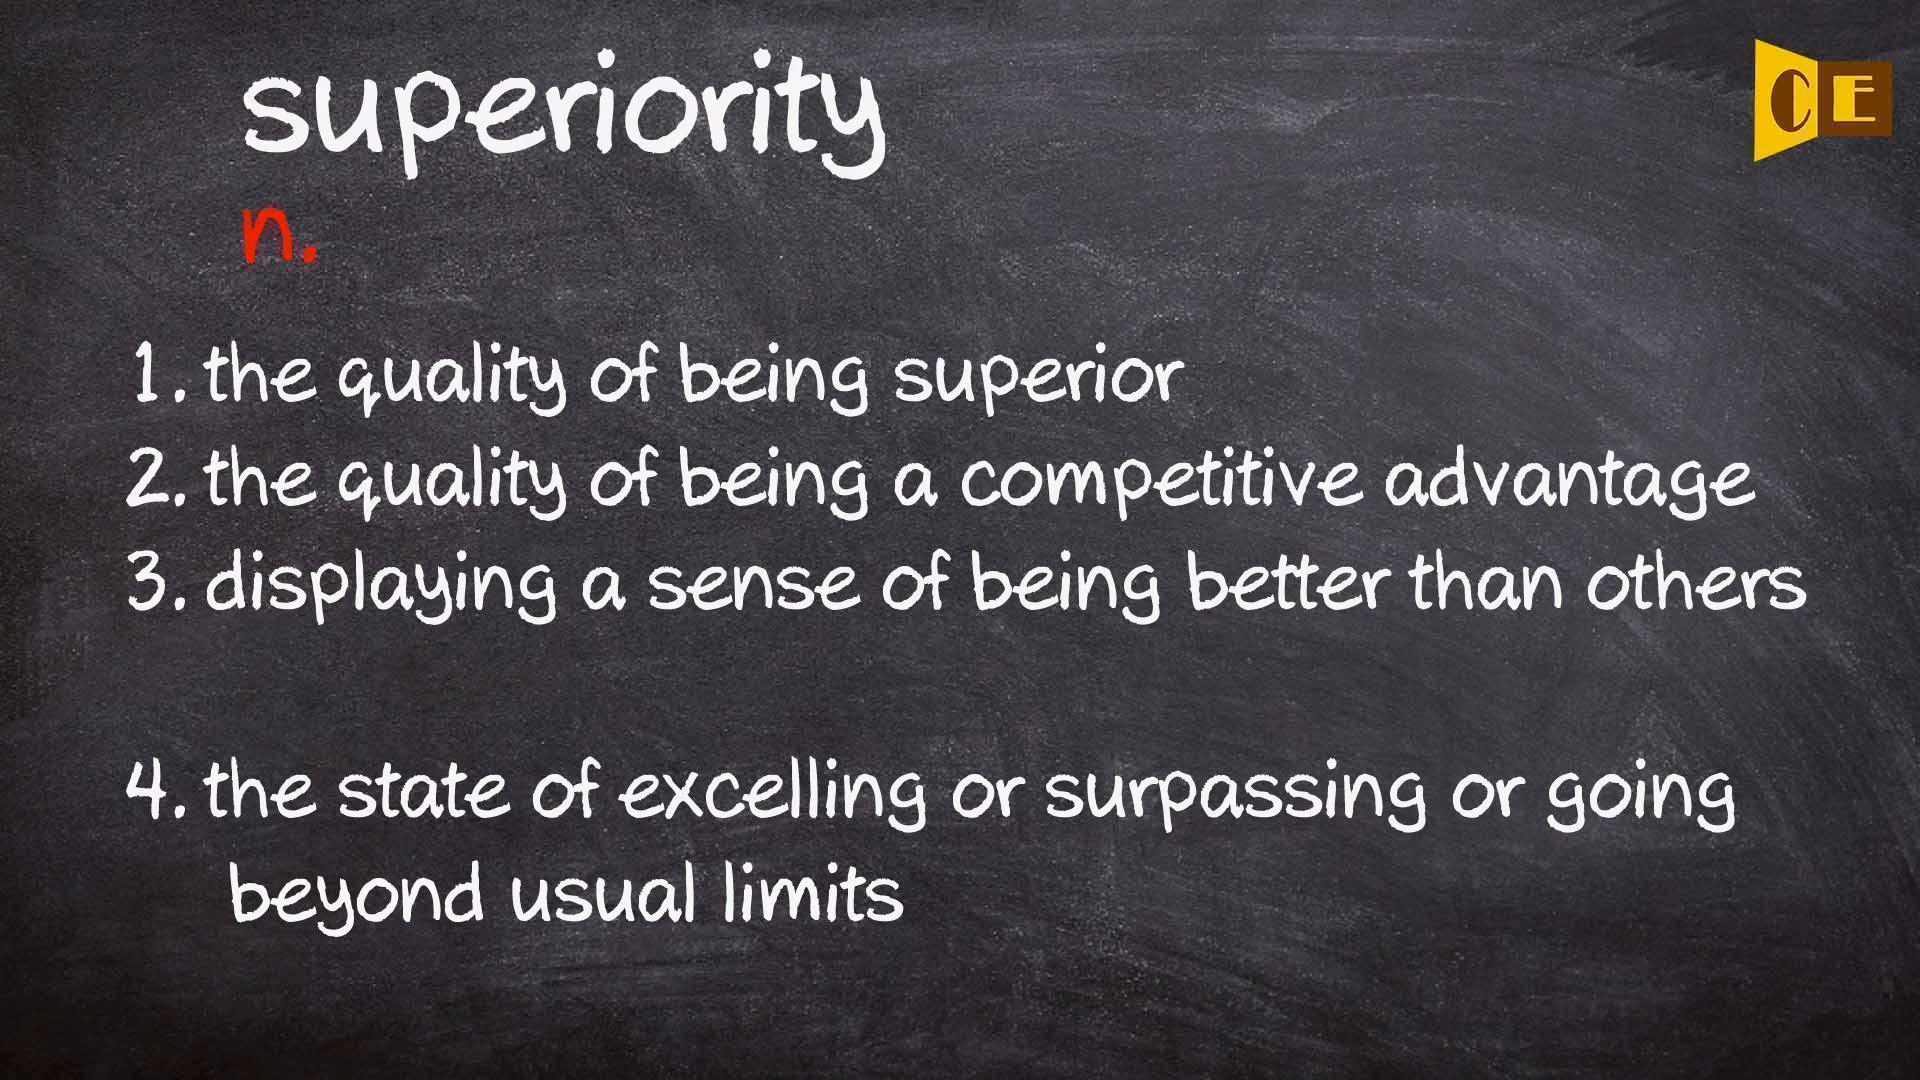 superiority
CE
n.
1. the quality of being superior
2. the quality of being a competitive advantage
3. displaying a sense of being better than others
4. the state of excelling or surpassing or going
beyond usual limits